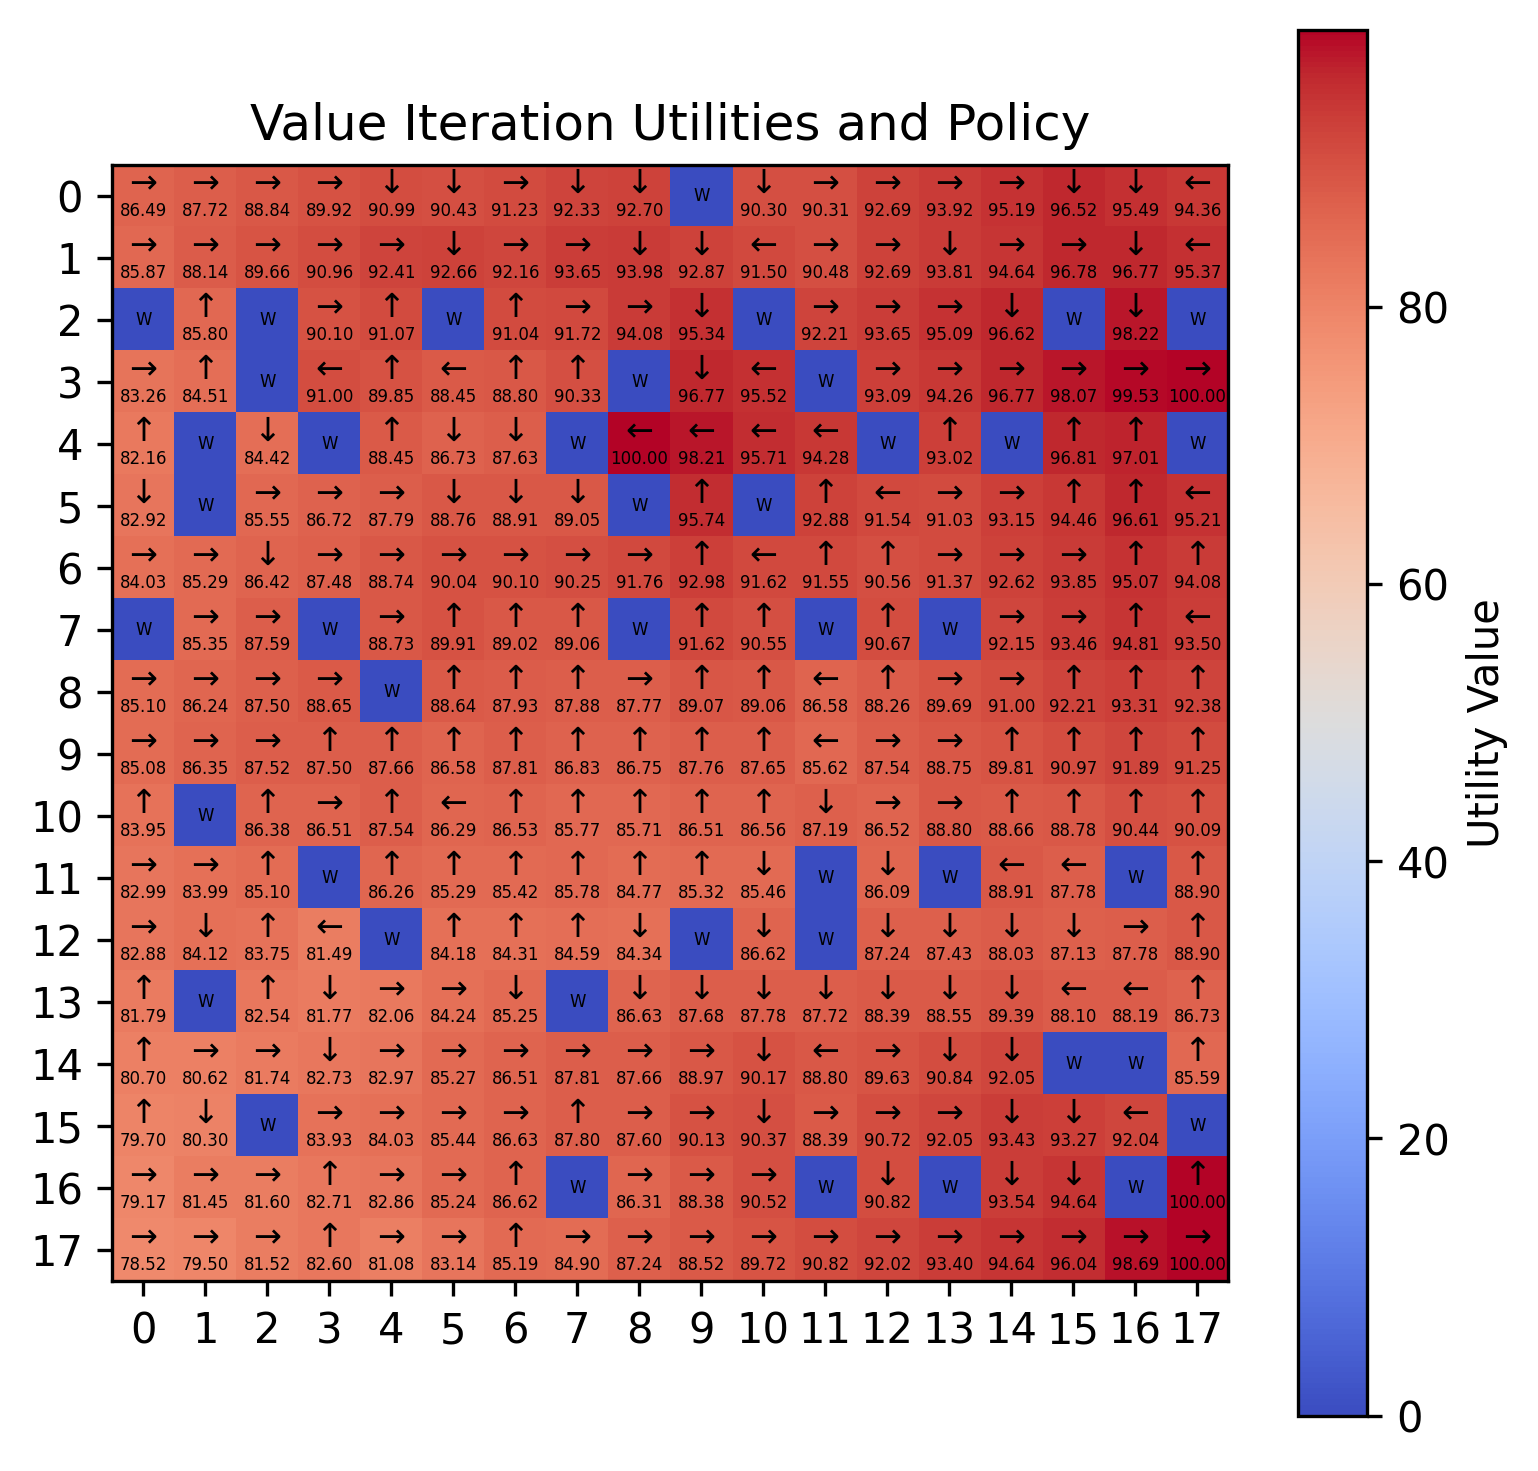 Value Iteration Utilities and Policy
0 → → → → ↓ ↓ → ↓ ↓ W ↓ → → → → ↓ ↓ ←
86.49 87.72 88.84 89.92 90.99 90.43 91.23 92.33 92.70 90.30 90.31 92.69 93.92 95.19 96.52 95.49 94.36
1 → → → → → ↓ → → ↓ ↓ ← → → ↓ → → ↓ ←
85.87 88.14 89.66 90.96 92.41 92.66 92.16 93.65 93.98 92.87 91.50 90.48 92.69 93.81 94.64 96.78 96.77 95.37
2 W ↑ W → ↑ W ↑ → → ↓ W → → → ↓ W ↓ W
85.80 90.10 91.07 91.04 91.72 94.08 95.34 92.21 93.65 95.09 96.62 98.22
3 → ↑ W ← ↑ ← ↑ ↑ W ↓ ← W → → → → → →
83.26 84.51 91.00 89.85 88.45 88.80 90.33 96.77 95.52 93.09 94.26 96.77 98.07 99.53 100.00
4 ↑ W ↓ W ↑ ↓ ↓ W ← ← ← ← W ↑ W ↑ ↑ W
82.16 84.42 88.45 86.73 87.63 100.00 98.21 95.71 94.28 93.02 96.81 97.01
5 ↓ W → → → ↓ ↓ ↓ W ↑ W ↑ ← → → ↑ ↑ ←
82.92 85.55 86.72 87.79 88.76 88.91 89.05 95.74 92.88 91.54 91.03 93.15 94.46 96.61 95.21
6 → → ↓ → → → → → → ↑ ← ↑ ↑ → → → ↑ ↑
84.03 85.29 86.42 87.48 88.74 90.04 90.10 90.25 91.76 92.98 91.62 91.55 90.56 91.37 92.62 93.85 95.07 94.08
7 W → → W → ↑ ↑ ↑ W ↑ ↑ W ↑ W → → ↑ ←
85.35 87.59 88.73 89.91 89.02 89.06 91.62 90.55 90.67 92.15 93.46 94.81 93.50
8 → → → → W ↑ ↑ ↑ → ↑ ↑ ← ↑ → → ↑ ↑ ↑
85.10 86.24 87.50 88.65 88.64 87.93 87.88 87.77 89.07 89.06 86.58 88.26 89.69 91.00 92.21 93.31 92.38
9 → → → ↑ ↑ ↑ ↑ ↑ ↑ ↑ ↑ ← → → ↑ ↑ ↑ ↑
85.08 86.35 87.52 87.50 87.66 86.58 87.81 86.83 86.75 87.76 87.65 85.62 87.54 88.75 89.81 90.97 91.89 91.25
10 ↑ W ↑ → ↑ ← ↑ ↑ ↑ ↑ ↑ ↓ → → ↑ ↑ ↑ ↑
83.95 86.38 86.51 87.54 86.29 86.53 85.77 85.71 86.51 86.56 87.19 86.52 88.80 88.66 88.78 90.44 90.09
11 → → ↑ W ↑ ↑ ↑ ↑ ↑ ↑ ↓ W ↓ W ← ← W ↑
82.99 83.99 85.10 86.26 85.29 85.42 85.78 84.77 85.32 85.46 86.09 88.91 87.78 88.90
12 → ↓ ↑ ← W ↑ ↑ ↑ ↓ W ↓ W ↓ ↓ ↓ ↓ → ↑
82.88 84.12 83.75 81.49 84.18 84.31 84.59 84.34 86.62 87.24 87.43 88.03 87.13 87.78 88.90
13 ↑ W ↑ ↓ → → ↓ W ↓ ↓ ↓ ↓ ↓ ↓ ↓ ← ← ↑
81.79 82.54 81.77 82.06 84.24 85.25 86.63 87.68 87.78 87.72 88.39 88.55 89.39 88.10 88.19 86.73
14 ↑ → → ↓ → → → → → → ↓ ← → ↓ ↓ W W ↑
80.70 80.62 81.74 82.73 82.97 85.27 86.51 87.81 87.66 88.97 90.17 88.80 89.63 90.84 92.05 85.59
15 ↑ ↓ W → → → → ↑ → → ↓ → → → ↓ ↓ ← W
79.70 80.30 83.93 84.03 85.44 86.63 87.80 87.60 90.13 90.37 88.39 90.72 92.05 93.43 93.27 92.04
16 → → → ↑ → → ↑ W → → → W ↓ W ↓ ↓ W ↑
79.17 81.45 81.60 82.71 82.86 85.24 86.62 86.31 88.38 90.52 90.82 93.54 94.64 100.00
17 → → → ↑ → → ↑ → → → → → → → → → → →
78.52 79.50 81.52 82.60 81.08 83.14 85.19 84.90 87.24 88.52 89.72 90.82 92.02 93.40 94.64 96.04 98.69 100.00
0 1 2 3 4 5 6 7 8 9 10 11 12 13 14 15 16 17
80
60
40
20
0
Utility Value